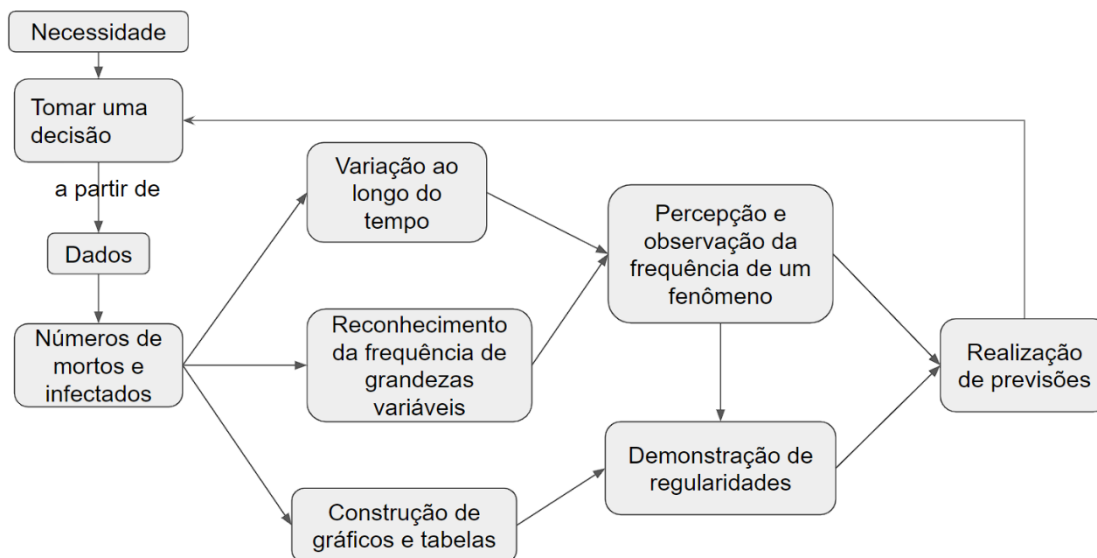 Necessidade
Tomar uma
decisão
a partir de
Dados
Números de
mortos e
infectados
Variação ao
longo do
tempo
Reconhecimento
da frequência de
grandezas
variáveis
Construção de
gráficos e tabelas
Percepção e
observação da
frequência de um
fenômeno
Demonstração de
regularidades
Realização
de previsões